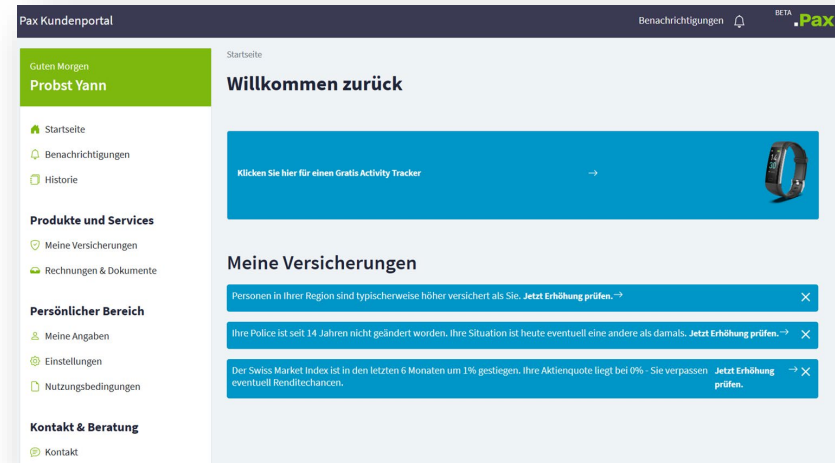 Pax Kundenportal
Benachrichtigungen
BETA
.Pax
Guten Morgen
Probst Yann
Startseite
Benachrichtigungen
Historie
Produkte und Services
Meine Versicherungen
Rechnungen & Dokumente
Persönlicher Bereich
Meine Angaben
Einstellungen
Nutzungsbedingungen
Kontakt & Beratung
Kontakt
Startseite
Willkommen zurück
Klicken Sie hier für einen Gratis Activity Tracker →
Meine Versicherungen
Personen in Ihrer Region sind typischerweise höher versichert als Sie. Jetzt Erhöhung prüfen.→
Ihre Police ist seit 14 Jahren nicht geändert worden. Ihre Situation ist heute eventuell eine andere als damals. Jetzt Erhöhung prüfen.→
Der Swiss Market Index ist in den letzten 6 Monaten um 1% gestiegen. Ihre Aktienquote liegt bei 0% - Sie verpassen
eventuell Renditechancen.
Jetzt Erhöhung →
prüfen.